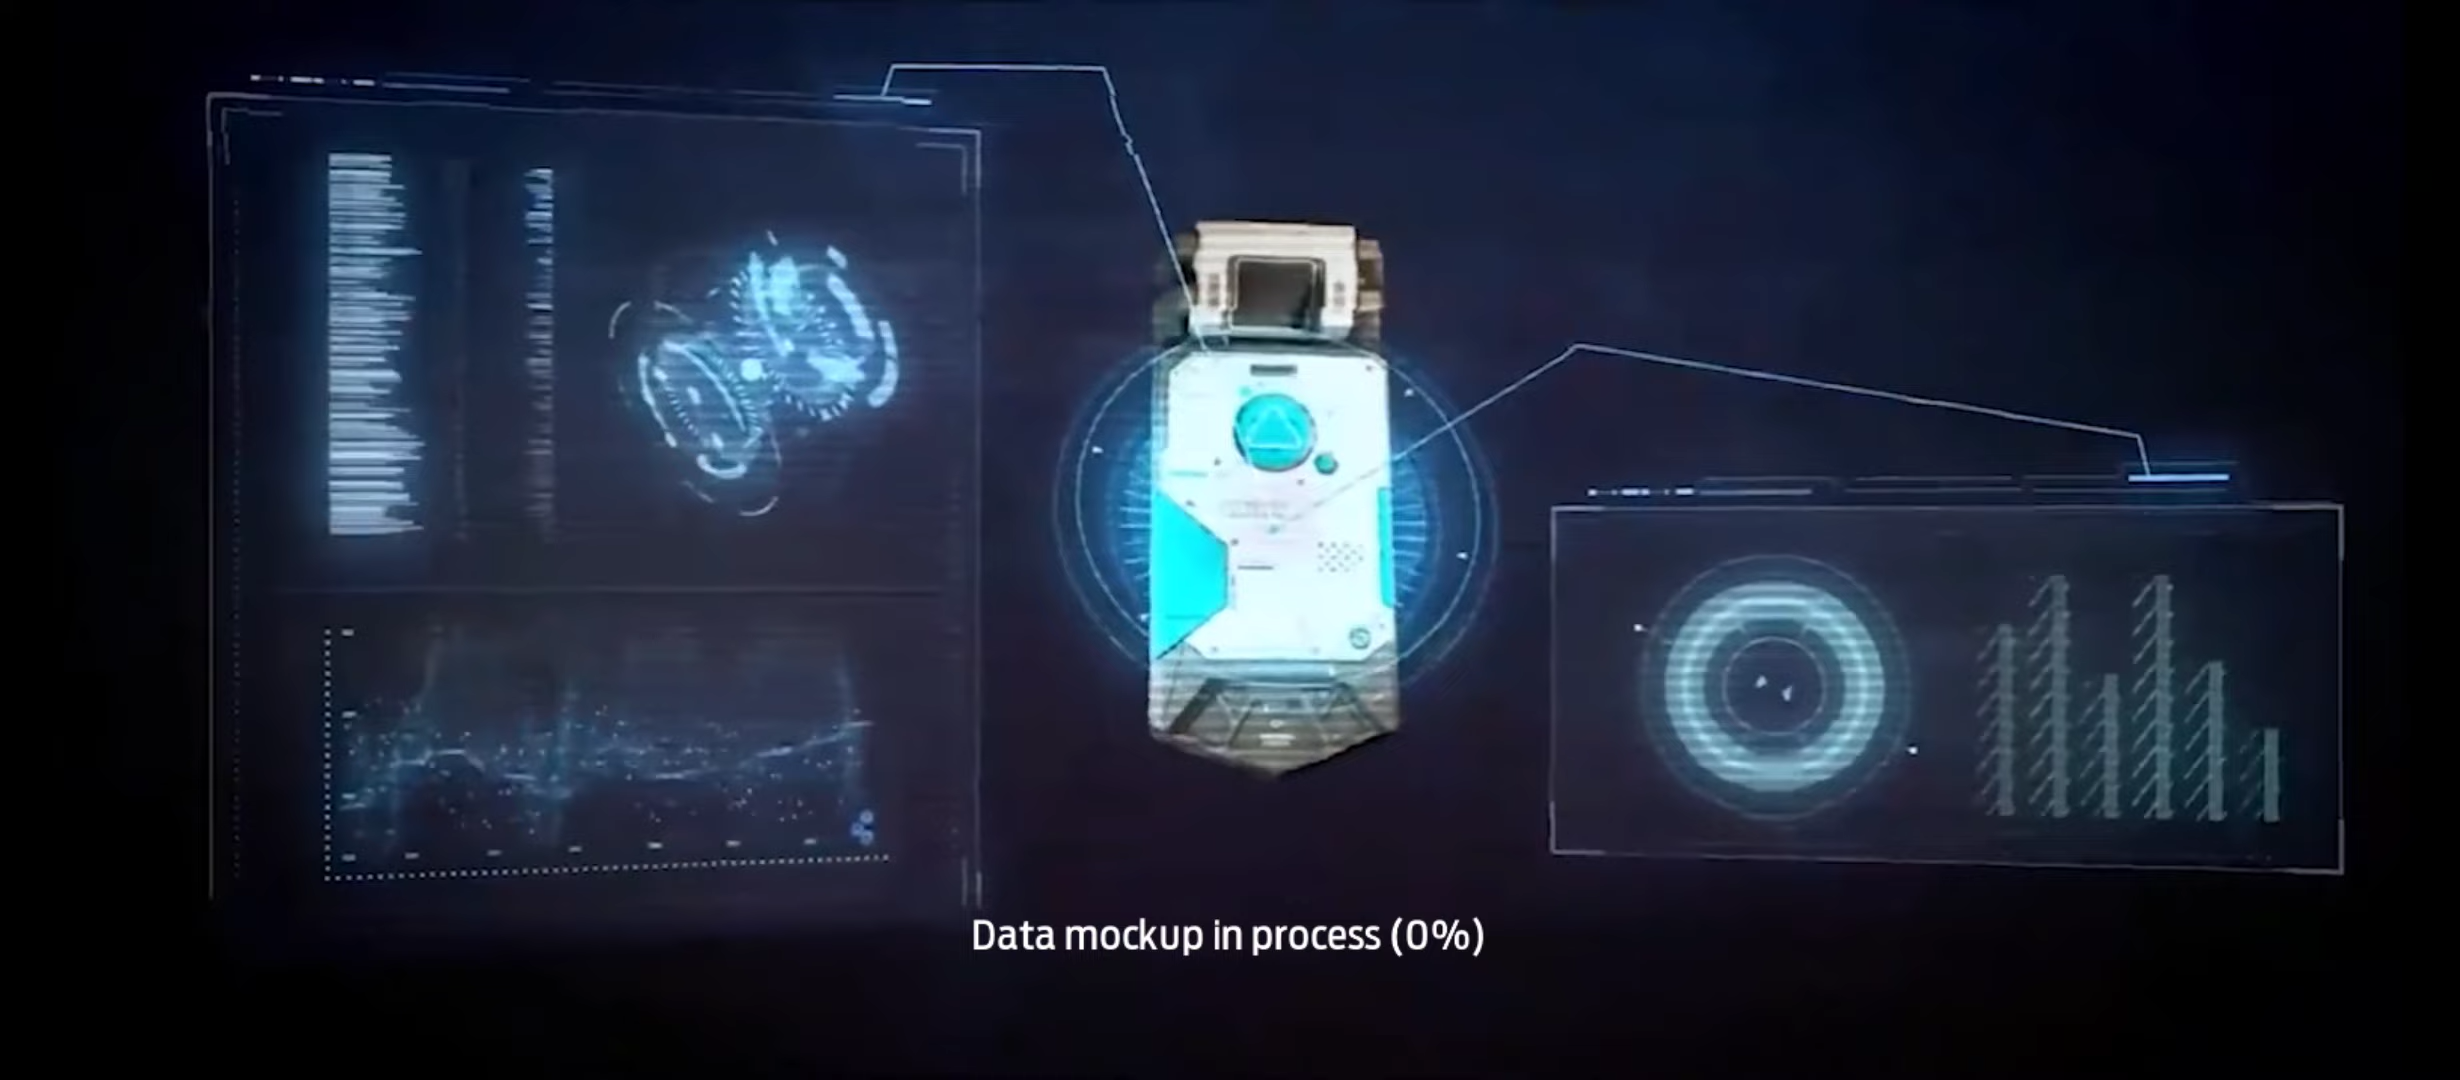 Data mockup in process (0%)